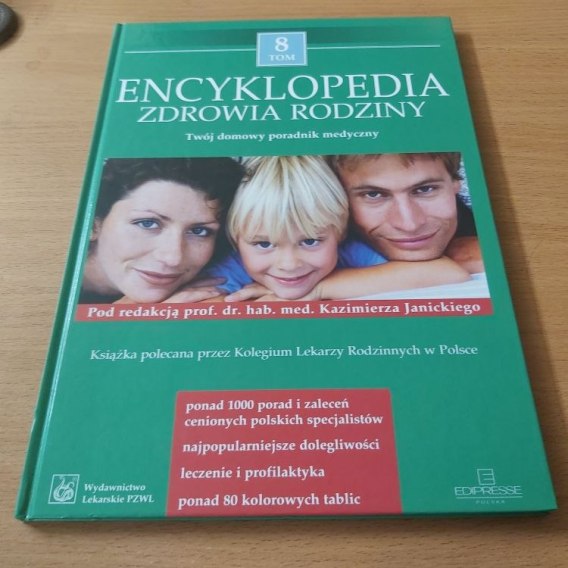 8
TOM
ENCYKLOPEDIA
ZDROWIA RODZINY
Twój domowy poradnik medyczny
Pod redakcją prof. dr. hab. med. Kazimierza Janickiego
Książka polecana przez Kolegium Lekarzy Rodzinnych w Polsce
ponad 1000 porad i zaleceń
cenionych polskich specjalistów
najpopularniejsze dolegliwości
leczenie i profilaktyka
ponad 80 kolorowych tablic
Wydawnictwo
Lekarskie PZWL
EDIPRESSE
POLSKA